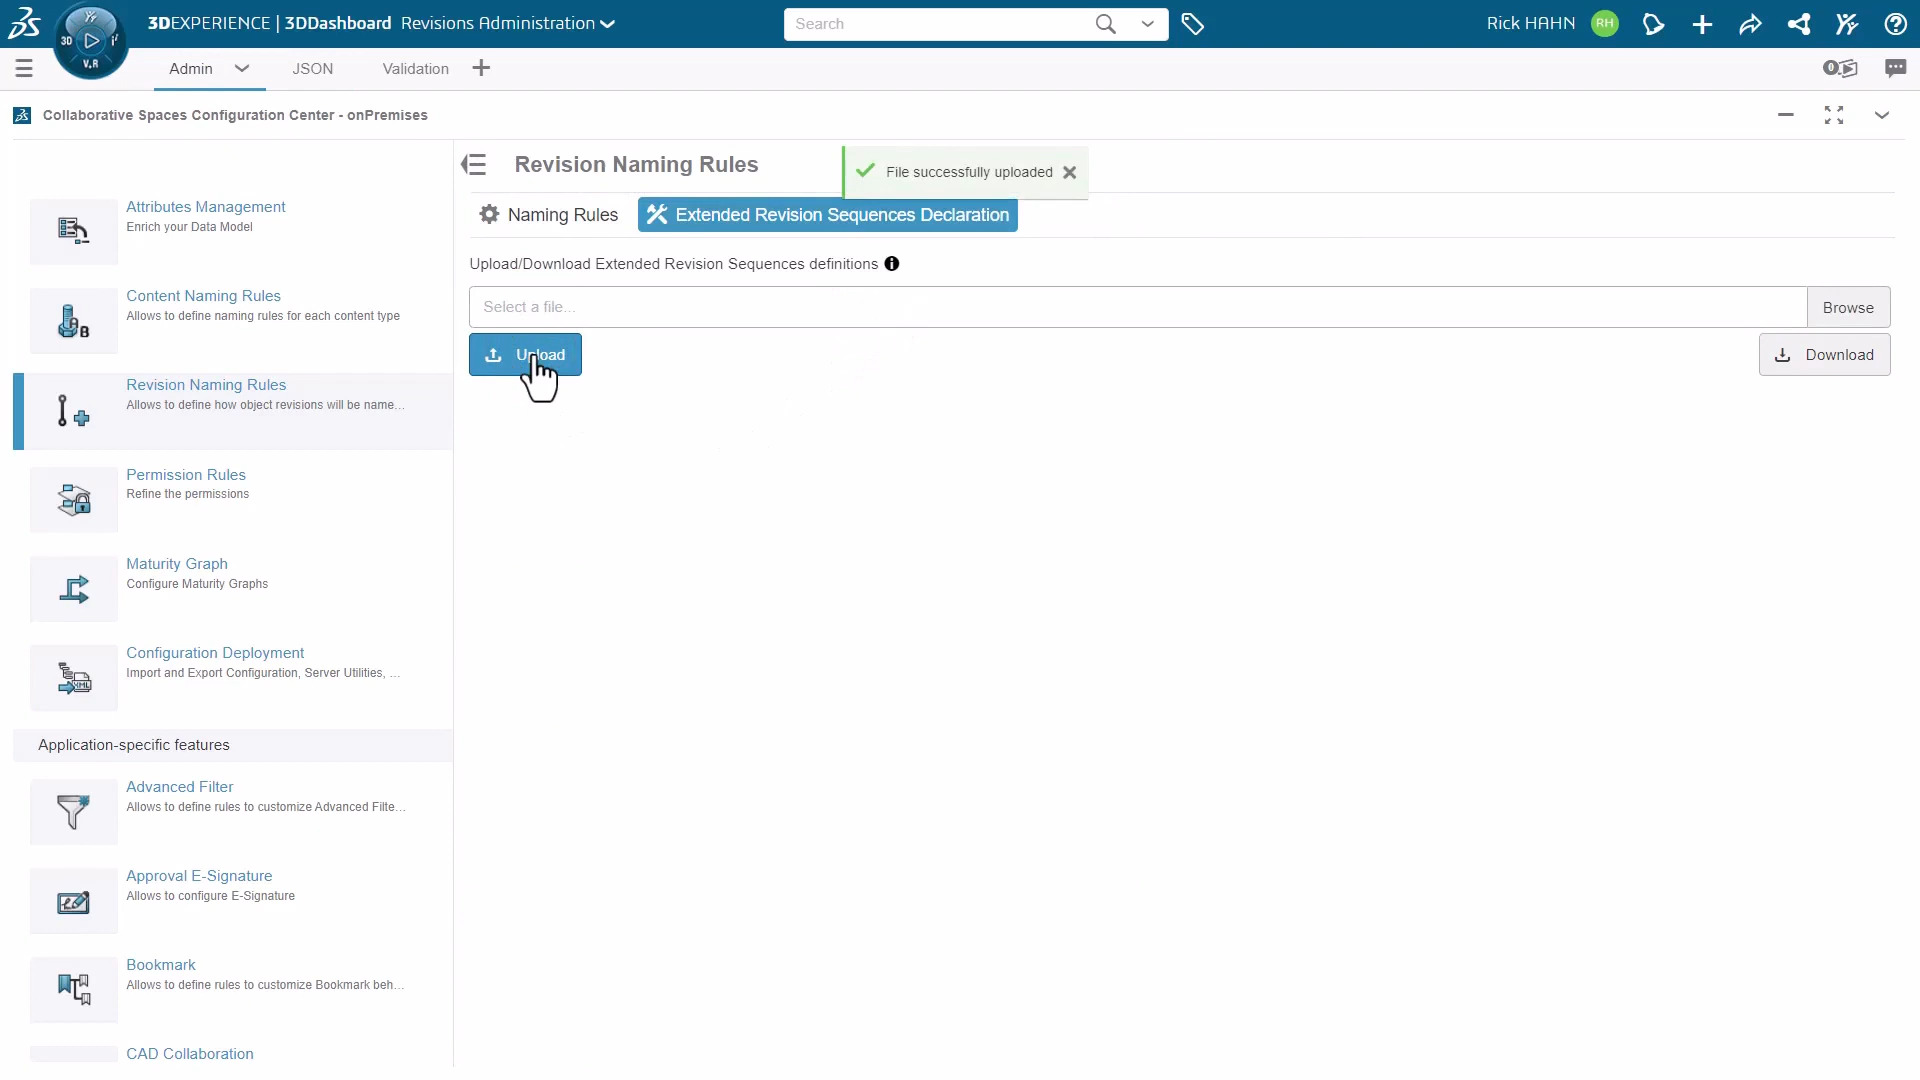 3DEXPERIENCE | 3DDashboard Revisions Administration
Search
Rick HAHN
RH
3D
V.R
Admin
JSON
Validation
0
Collaborative Spaces Configuration Center - onPremises
Attributes Management
Enrich your Data Model
Content Naming Rules
Allows to define naming rules for each content type
Revision Naming Rules
Allows to define how object revisions will be name...
Permission Rules
Refine the permissions
Maturity Graph
Configure Maturity Graphs
Configuration Deployment
Import and Export Configuration, Server Utilities, ...
Application-specific features
Advanced Filter
Allows to define rules to customize Advanced Filte...
Approval E-Signature
Allows to configure E-Signature
Bookmark
Allows to define rules to customize Bookmark beh...
CAD Collaboration
Revision Naming Rules
File successfully uploaded
Naming Rules
Extended Revision Sequences Declaration
Upload/Download Extended Revision Sequences definitions
Select a file...
Browse
Upload
Download